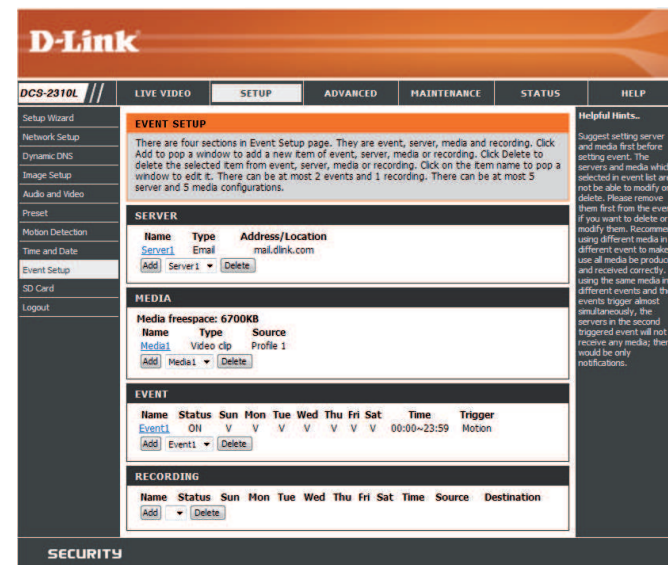 D-Link
DCS-2310L // LIVE VIDEO SETUP ADVANCED MAINTENANCE STATUS HELP
Setup Wizard
Network Setup
Dynamic DNS
Image Setup
Audio and Video
Preset
Motion Detection
Time and Date
Event Setup
SD Card
Logout
EVENT SETUP
There are four sections in Event Setup page. They are event, server, media and recording. Click
Add to pop a window to add a new item of event, server, media or recording. Click Delete to
delete the selected item from event, server, media or recording. Click on the item name to pop a
window to edit it. There can be at most 2 events and 1 recording. There can be at most 5
server and 5 media configurations.
SERVER
Name Type Address/Location
Server1 Email mail.dlink.com
Add Server1 Delete
MEDIA
Media freespace: 6700KB
Name Type Source
Media1 Video clip Profile 1
Add Media1 Delete
EVENT
Name Status Sun Mon Tue Wed Thu Fri Sat Time Trigger
Event1 ON V V V V V V V 00:00~23:59 Motion
Add Event1 Delete
RECORDING
Name Status Sun Mon Tue Wed Thu Fri Sat Time Source Destination
Add Delete
Helpful Hints..
Suggest setting server
and media first before
setting event. The
servers and media
selected in event list
not be able to modify
delete. Please remove
them first from the
if you want to delete or
modify them.
using different media in
different event to make
use all media be
and received correctly.
using the same media in
different events and
events trigger almost
simultaneously, the
servers in the second
triggered event will not
receive any media;
would be only
notifications.
SECURITY